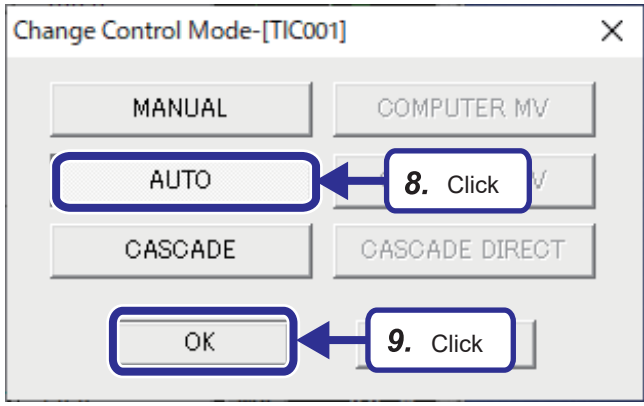 Change Control Mode-[TIC001]
MANUAL
COMPUTER MV
AUTO
8. Click
V
CASCADE
CASCADE DIRECT
OK
9. Click